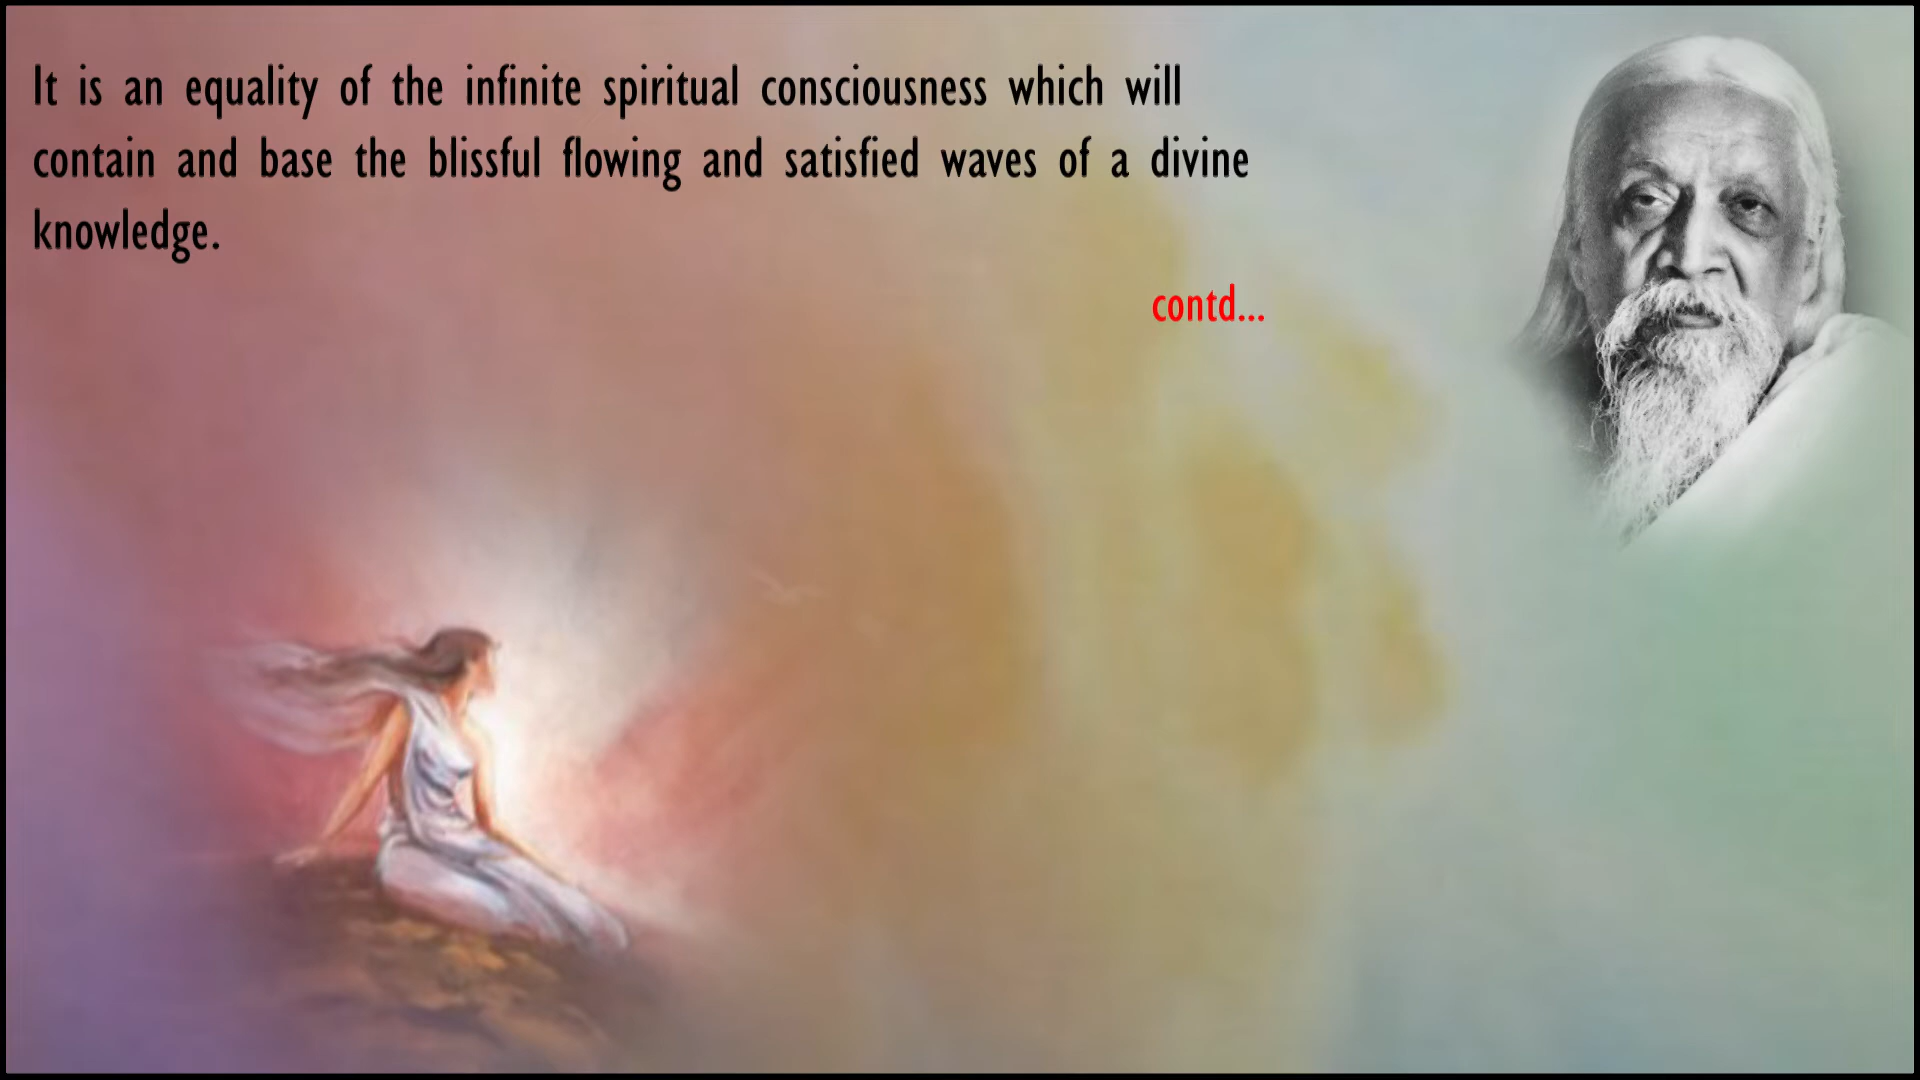 It is an equality of the infinite spiritual consciousness which will
contain and base the blissful flowing and satisfied waves of a divine
knowledge.
contd...